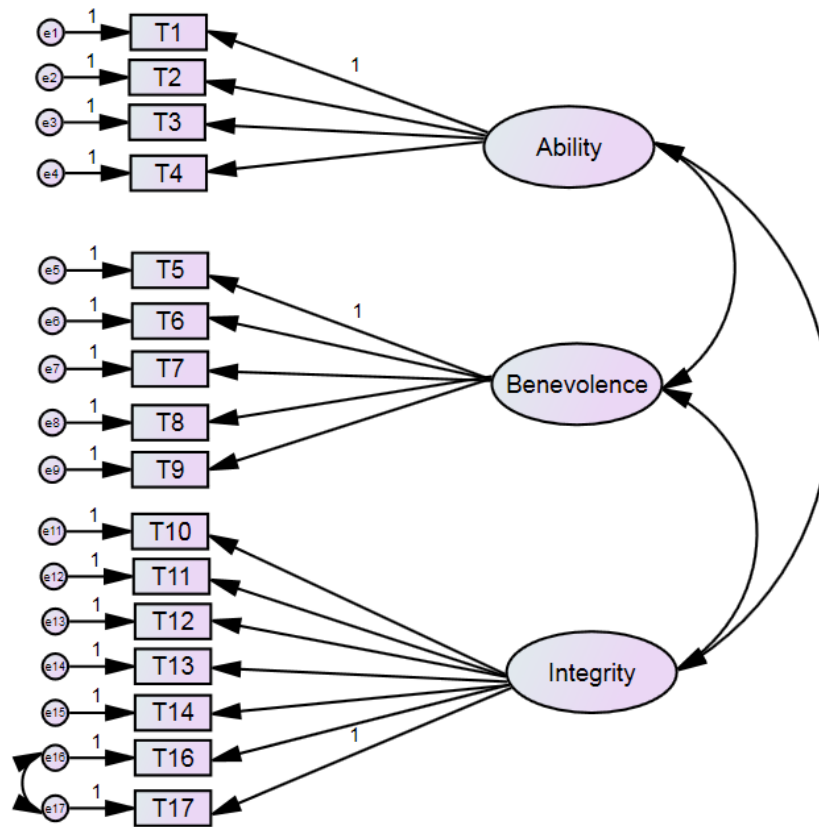 e1 1 T1
1
e2 1 T2
e3 1 T3
Ability
e4 1 T4
e5 1 T5
1
e6 1 T6
e7 1 T7
Benevolence
e8 1 T8
e9 1 T9
e11 1 T10
e12 1 T11
e13 1 T12
e14 1 T13
Integrity
e15 1 T14
1
e16 1 T16
e17 1 T17